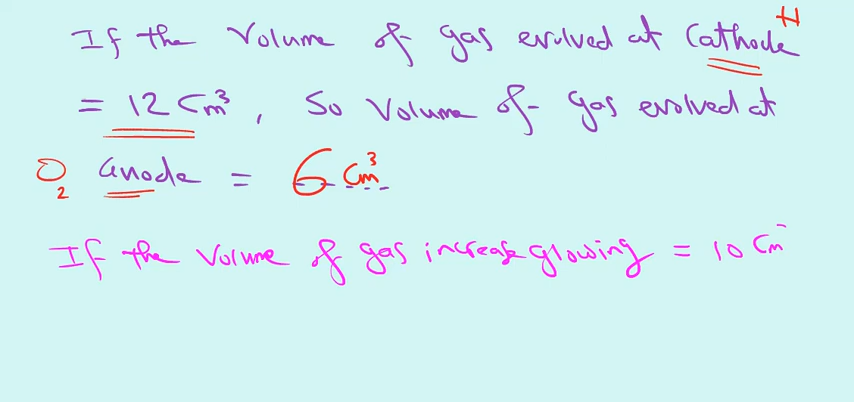 If the Volume of gas evolved at Cathode H
= 12 Cm³, So Volume of gas evolved at
O₂ anode = 6 Cm³
If the Volume of gas increase glowing = 10 Cm